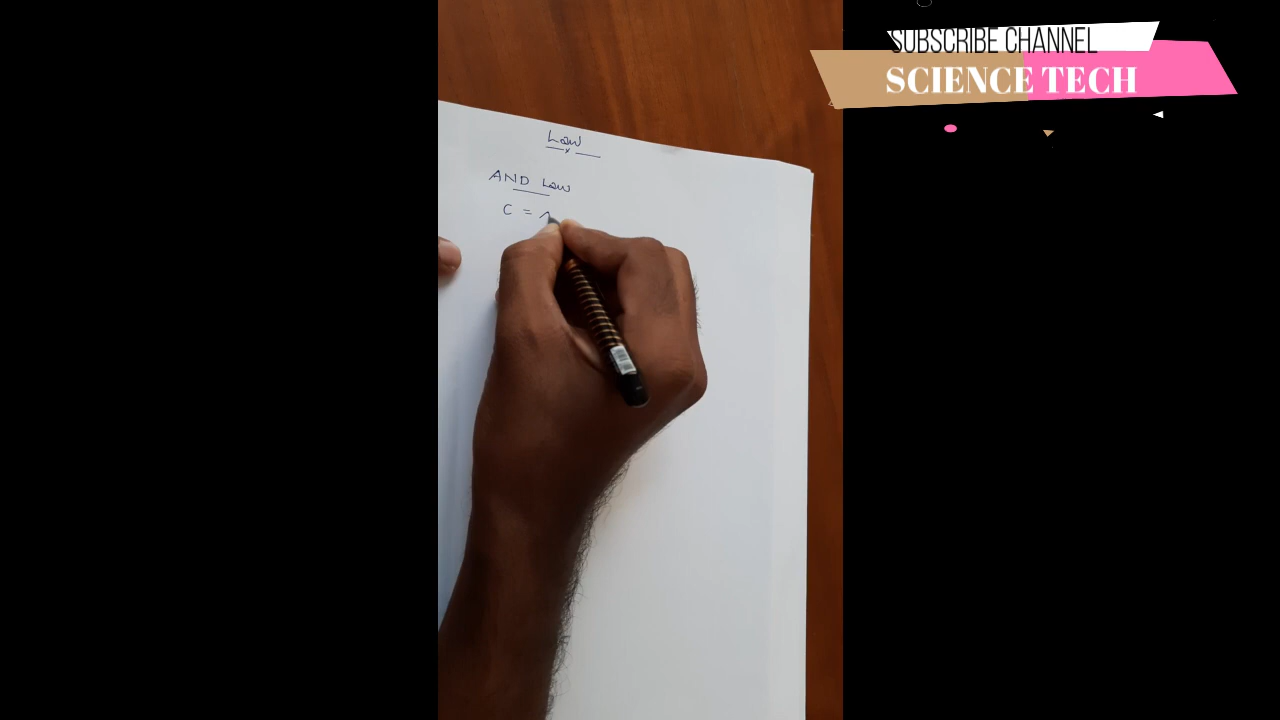 SUBSCRIBE CHANNEL
SCIENCE TECH
Law
AND Law
C =